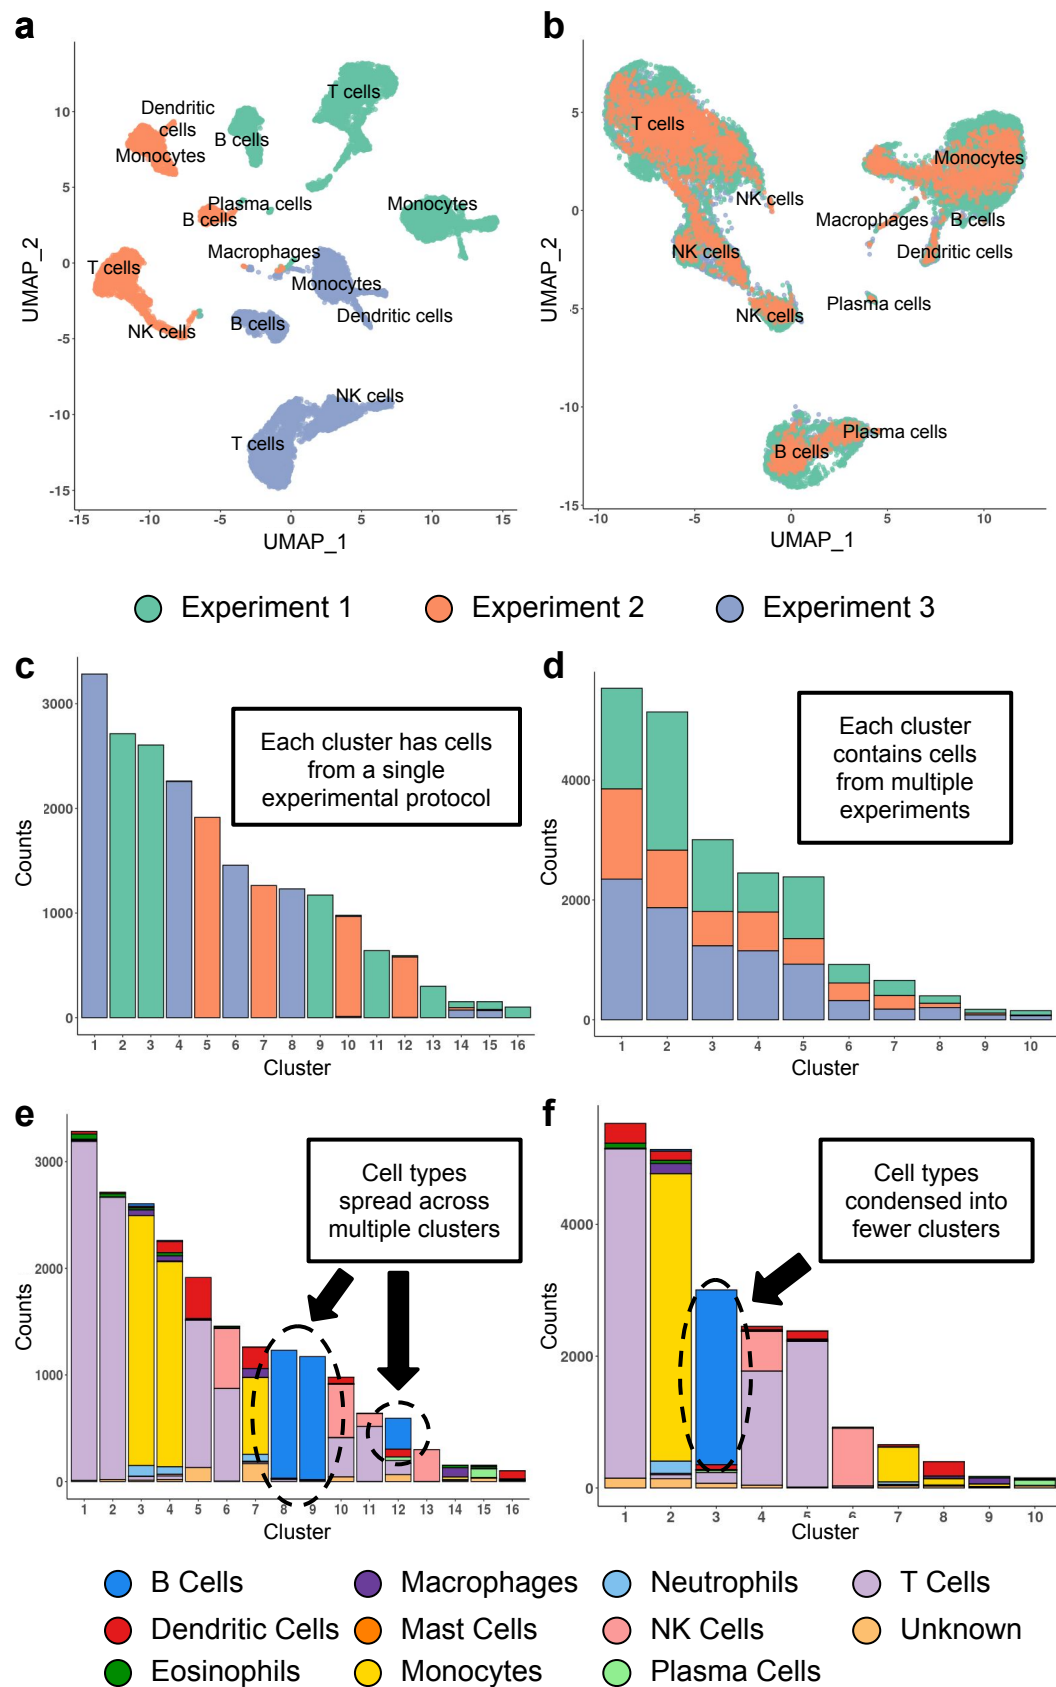 a
b
T cells
Dendritic
cells
B cells
Monocytes
Plasma cells
B cells
Monocytes
Macrophages
T cells
Monocytes
Dendritic cells
NK cells
B cells
NK cells
T cells
10
5
0
-5
-10
-15
UMAP_2
-15
-10
-5
0
5
10
15
UMAP_1
T cells
Monocytes
NK cells
Macrophages
B cells
NK cells
Dendritic cells
Plasma cells
NK cells
Plasma cells
B cells
5
0
-5
-10
-15
UMAP_2
-10
-5
0
5
10
UMAP_1
Experiment 1
Experiment 2
Experiment 3
c
Each cluster has cells
from a single
experimental protocol
3000
2000
1000
0
Counts
1 2 3 4 5 6 7 8 9 10 11 12 13 14 15 16
Cluster
d
Each cluster
contains cells
from multiple
experiments
4000
2000
0
Counts
1 2 3 4 5 6 7 8 9 10
Cluster
e
Cell types
spread across
multiple clusters
3000
2000
1000
0
Counts
1 2 3 4 5 6 7 8 9 10 11 12 13 14 15 16
Cluster
f
Cell types
condensed into
fewer clusters
4000
2000
0
Counts
1 2 3 4 5 6 7 8 9 10
Cluster
B Cells
Macrophages
Neutrophils
T Cells
Dendritic Cells
Mast Cells
NK Cells
Unknown
Eosinophils
Monocytes
Plasma Cells